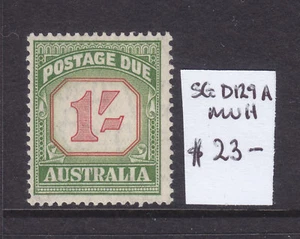 POSTAGE DUE
1/-
AUSTRALIA
SG D129A
MUH
$ 23-